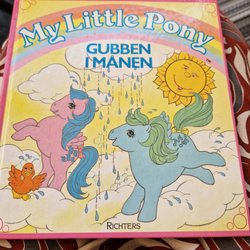 My Little Pony
GUBBEN
I MÅNEN
RICHTERS